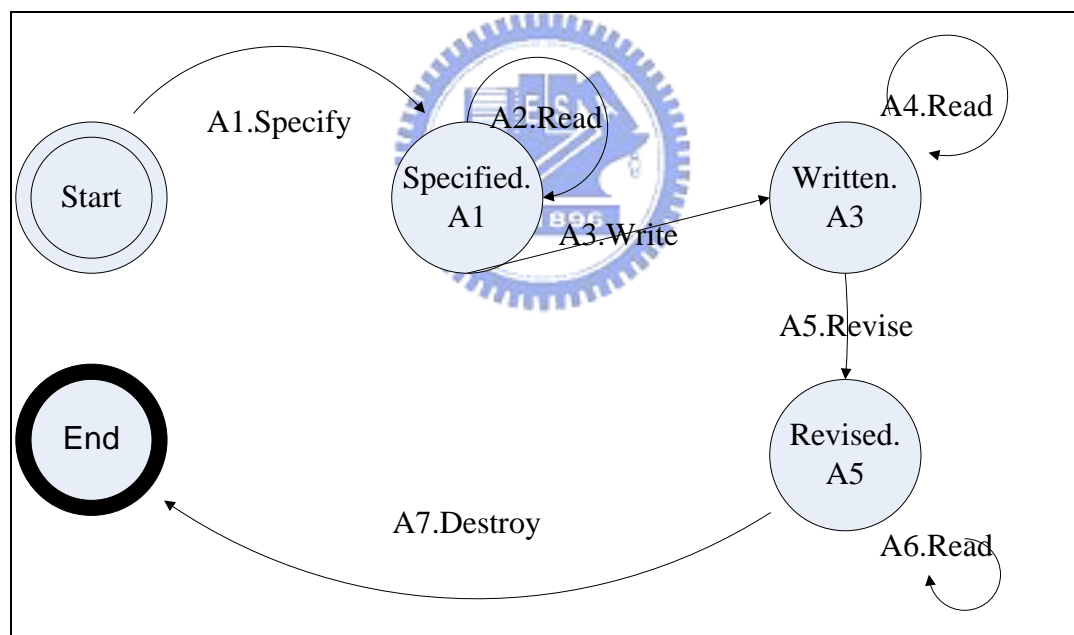 A1.Specify
A2.Read
A4.Read
Start
Specified.
A1
Written.
A3
1896
A3.Write
A5.Revise
End
Revised.
A5
A7.Destroy
A6.Read